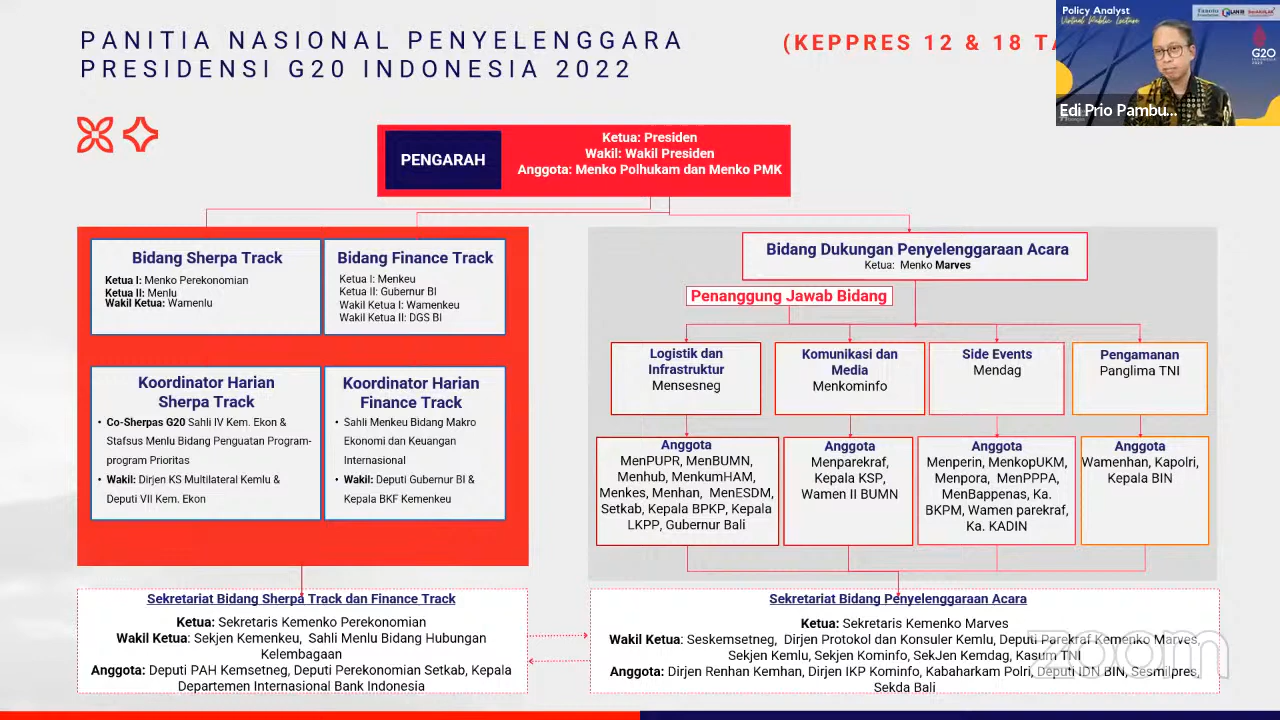 PANITIA NASIONAL PENYELENGGARA
PRESIDENSI G20 INDONESIA 2022
(KEPPRES 12 & 18
Policy Analyst
Virtual Public Lecture
G20
Edi Prio Pambu...
PENGARAH
Ketua: Presiden
Wakil: Wakil Presiden
Anggota: Menko Polhukam dan Menko PMK
Bidang Sherpa Track
Ketua I: Menko Perekonomian
Ketua II: Menlu
Wakil Ketua: Wamenlu
Bidang Finance Track
Ketua I: Menkeu
Ketua II: Gubernur BI
Wakil Ketua I: Wamenkeu
Wakil Ketua II: DGS BI
Koordinator Harian
Sherpa Track
• Co-Sherpas G20 Sahli IV Kem. Ekon &
Stafsus Menlu Bidang Penguatan Program-
program Prioritas
• Wakil: Dirjen KS Multilateral Kemlu &
Deputi VII Kem. Ekon
Koordinator Harian
Finance Track
• Sahli Menkeu Bidang Makro
Ekonomi dan Keuangan
Internasional
• Wakil: Deputi Gubernur BI &
Kepala BKF Kemenkeu
Bidang Dukungan Penyelenggaraan Acara
Ketua: Menko Marves
Penanggung Jawab Bidang
Logistik dan
Infrastruktur
Mensesneg
Komunikasi dan
Media
Menkominfo
Side Events
Mendag
Pengamanan
Panglima TNI
Anggota
MenPUPR, MenBUMN,
Menhub, MenkumHAM,
Menkes, Menhan, MenESDM,
Setkab, Kepala BPKP, Kepala
LKPP, Gubernur Bali
Anggota
Menparekraf,
Kepala KSP,
Wamen II BUMN
Anggota
Menperin, MenkopUKM,
Menpora, MenPPPA,
MenBappenas, Ka.
BKPM, Wamen parekraf,
Ka. KADIN
Anggota
Wamenhan, Kapolri,
Kepala BIN
Sekretariat Bidang Sherpa Track dan Finance Track
Ketua: Sekretaris Kemenko Perekonomian
Wakil Ketua: Sekjen Kemenkeu, Sahli Menlu Bidang Hubungan
Kelembagaan
Anggota: Deputi PAH Kemsetneg, Deputi Perekonomian Setkab, Kepala
Departemen Internasional Bank Indonesia
Sekretariat Bidang Penyelenggaraan Acara
Ketua: Sekretaris Kemenko Marves
Wakil Ketua: Seskemsetneg, Dirjen Protokol dan Konsuler Kemlu, Deputi Parekraf Kemenko Marves,
Sekjen Kemlu, Sekjen Kominfo, SekJen Kemdag, Kasum TNI
Anggota: Dirjen Renhan Kemhan, Dirjen IKP Kominfo, Kabaharkam Polri, Deputi IDN BIN, Sesmilpres,
Sekda Bali
zoom